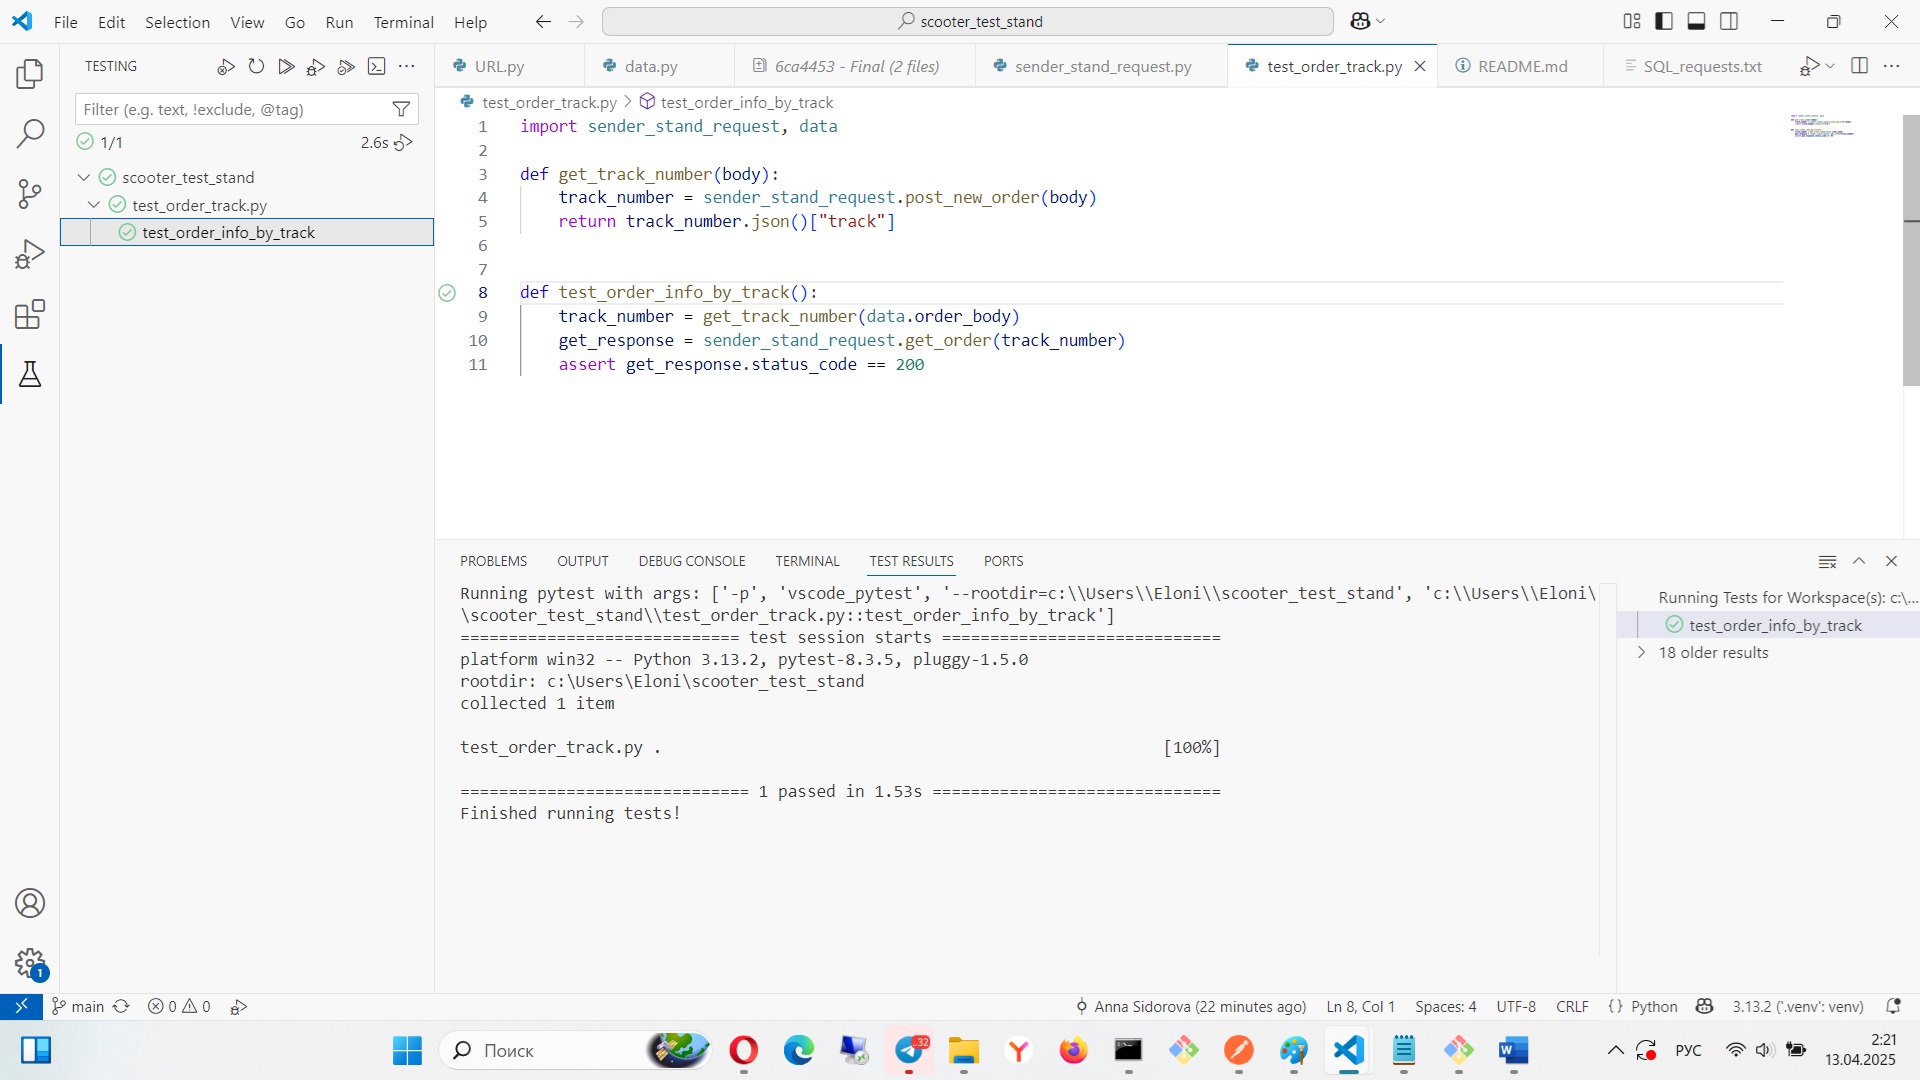 File Edit Selection View Go Run Terminal Help
scooter_test_stand
TESTING
URL.py
data.py
6ca4453 - Final (2 files)
sender_stand_request.py
test_order_track.py
README.md
SQL_requests.txt
Filter (e.g. text, !exclude, @tag)
1/1
2.6s
scooter_test_stand
test_order_track.py
test_order_info_by_track
test_order_track.py > test_order_info_by_track
1 import sender_stand_request, data
2
3 def get_track_number(body):
4 track_number = sender_stand_request.post_new_order(body)
5 return track_number.json()["track"]
6
7
8 def test_order_info_by_track():
9 track_number = get_track_number(data.order_body)
10 get_response = sender_stand_request.get_order(track_number)
11 assert get_response.status_code == 200
PROBLEMS OUTPUT DEBUG CONSOLE TERMINAL TEST RESULTS PORTS
Running pytest with args: ['-p', 'vscode_pytest', '--rootdir=c:\\Users\\Eloni\\scooter_test_stand', 'c:\\Users\\Eloni\
\scooter_test_stand\\test_order_track.py::test_order_info_by_track']
============================= test session starts =============================
platform win32 -- Python 3.13.2, pytest-8.3.5, pluggy-1.5.0
rootdir: c:\Users\Eloni\scooter_test_stand
collected 1 item
test_order_track.py . [100%]
============================== 1 passed in 1.53s ==============================
Finished running tests!
Running Tests for Workspace(s): c:\...
test_order_info_by_track
18 older results
1
main
0 0
Anna Sidorova (22 minutes ago)
Ln 8, Col 1
Spaces: 4
UTF-8
CRLF
{ } Python
3.13.2 ('.venv': venv)
Поиск
..32
РУС
2:21
13.04.2025